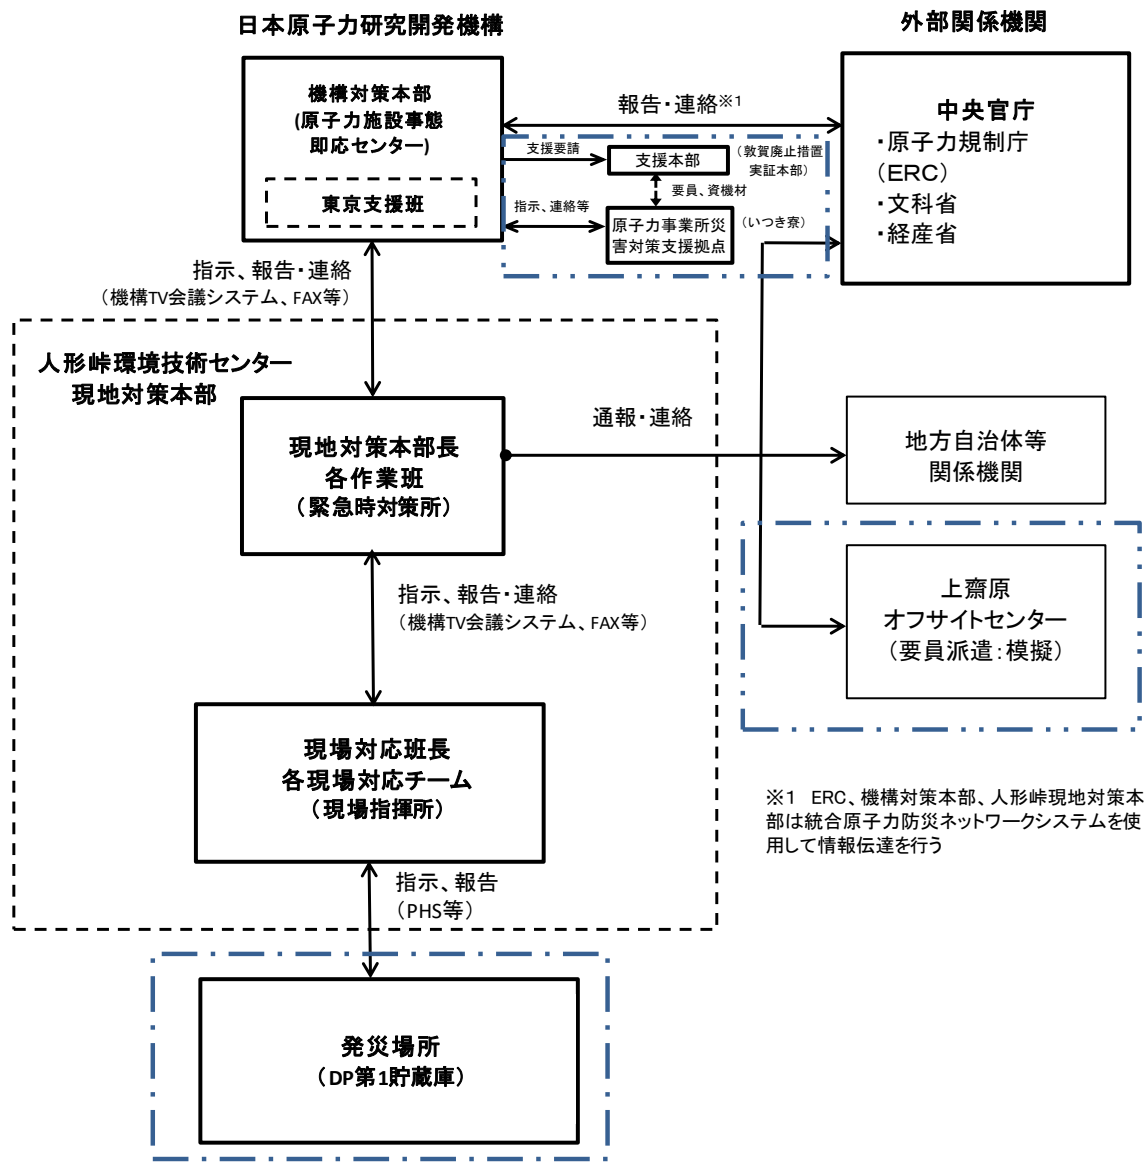 日本原子力研究開発機構
外部関係機関
機構対策本部
(原子力施設事態
即応センター)
東京支援班
報告・連絡※1
支援要請
支援本部
(敦賀廃止措置
実証本部)
要員、資機材
指示、連絡等
原子力事業所災
害対策支援拠点
(いつき寮)
中央官庁
・原子力規制庁
(ERC)
・文科省
・経産省
指示、報告・連絡
(機構TV会議システム、FAX等)
人形峠環境技術センター
現地対策本部
現地対策本部長
各作業班
(緊急時対策所)
通報・連絡
地方自治体等
関係機関
指示、報告・連絡
(機構TV会議システム、FAX等)
上齋原
オフサイトセンター
(要員派遣:模擬)
現場対応班長
各現場対応チーム
(現場指揮所)
※1 ERC、機構対策本部、人形峠現地対策本
部は統合原子力防災ネットワークシステムを使
用して情報伝達を行う
指示、報告
(PHS等)
発災場所
(DP第1貯蔵庫)